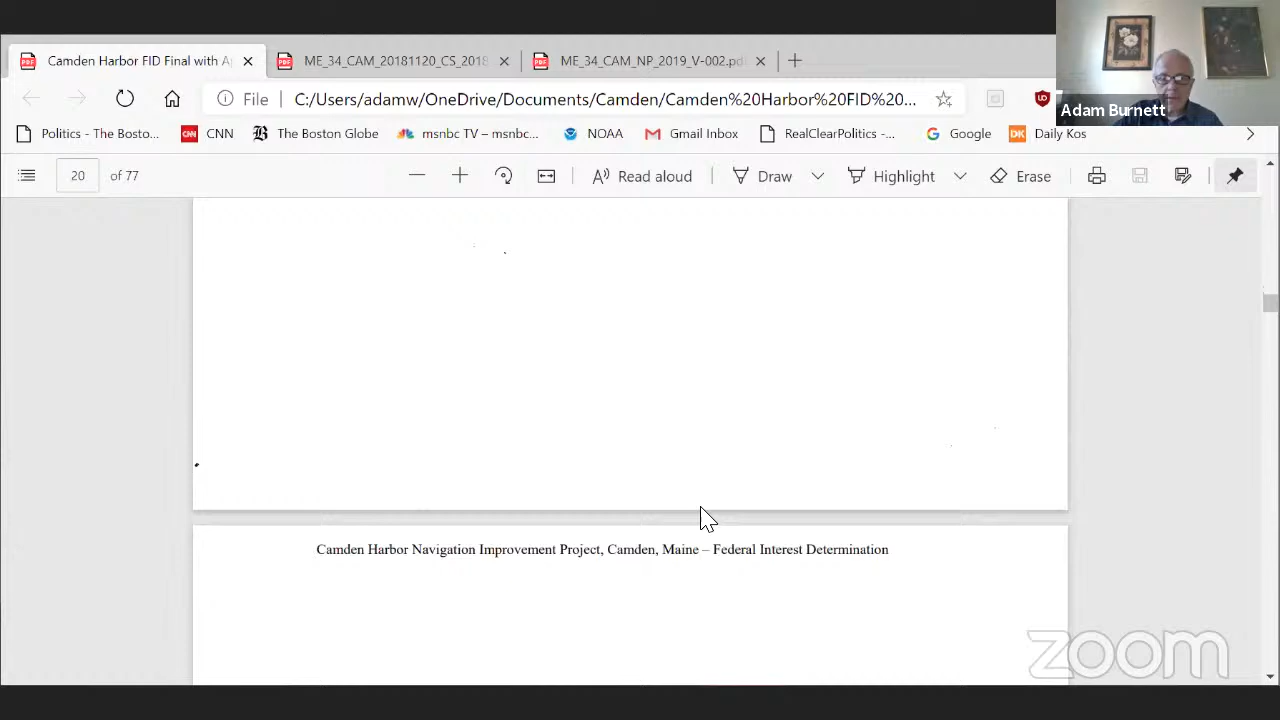 Camden Harbor FID Final with A
ME_34_CAM_20181120_CS_2018
ME_34_CAM_NP_2019_V-002.pd
File
C:/Users/adamw/OneDrive/Documents/Camden/Camden%20Harbor%20FID%20...
Adam Burnett
Politics - The Bosto...
CNN
CNN
The Boston Globe
msnbc TV – msnbc...
NOAA
Gmail Inbox
RealClearPolitics -...
Google
DK
Daily Kos
20 of 77
Read aloud
Draw
Highlight
Erase
Camden Harbor Navigation Improvement Project, Camden, Maine – Federal Interest Determination
zoom